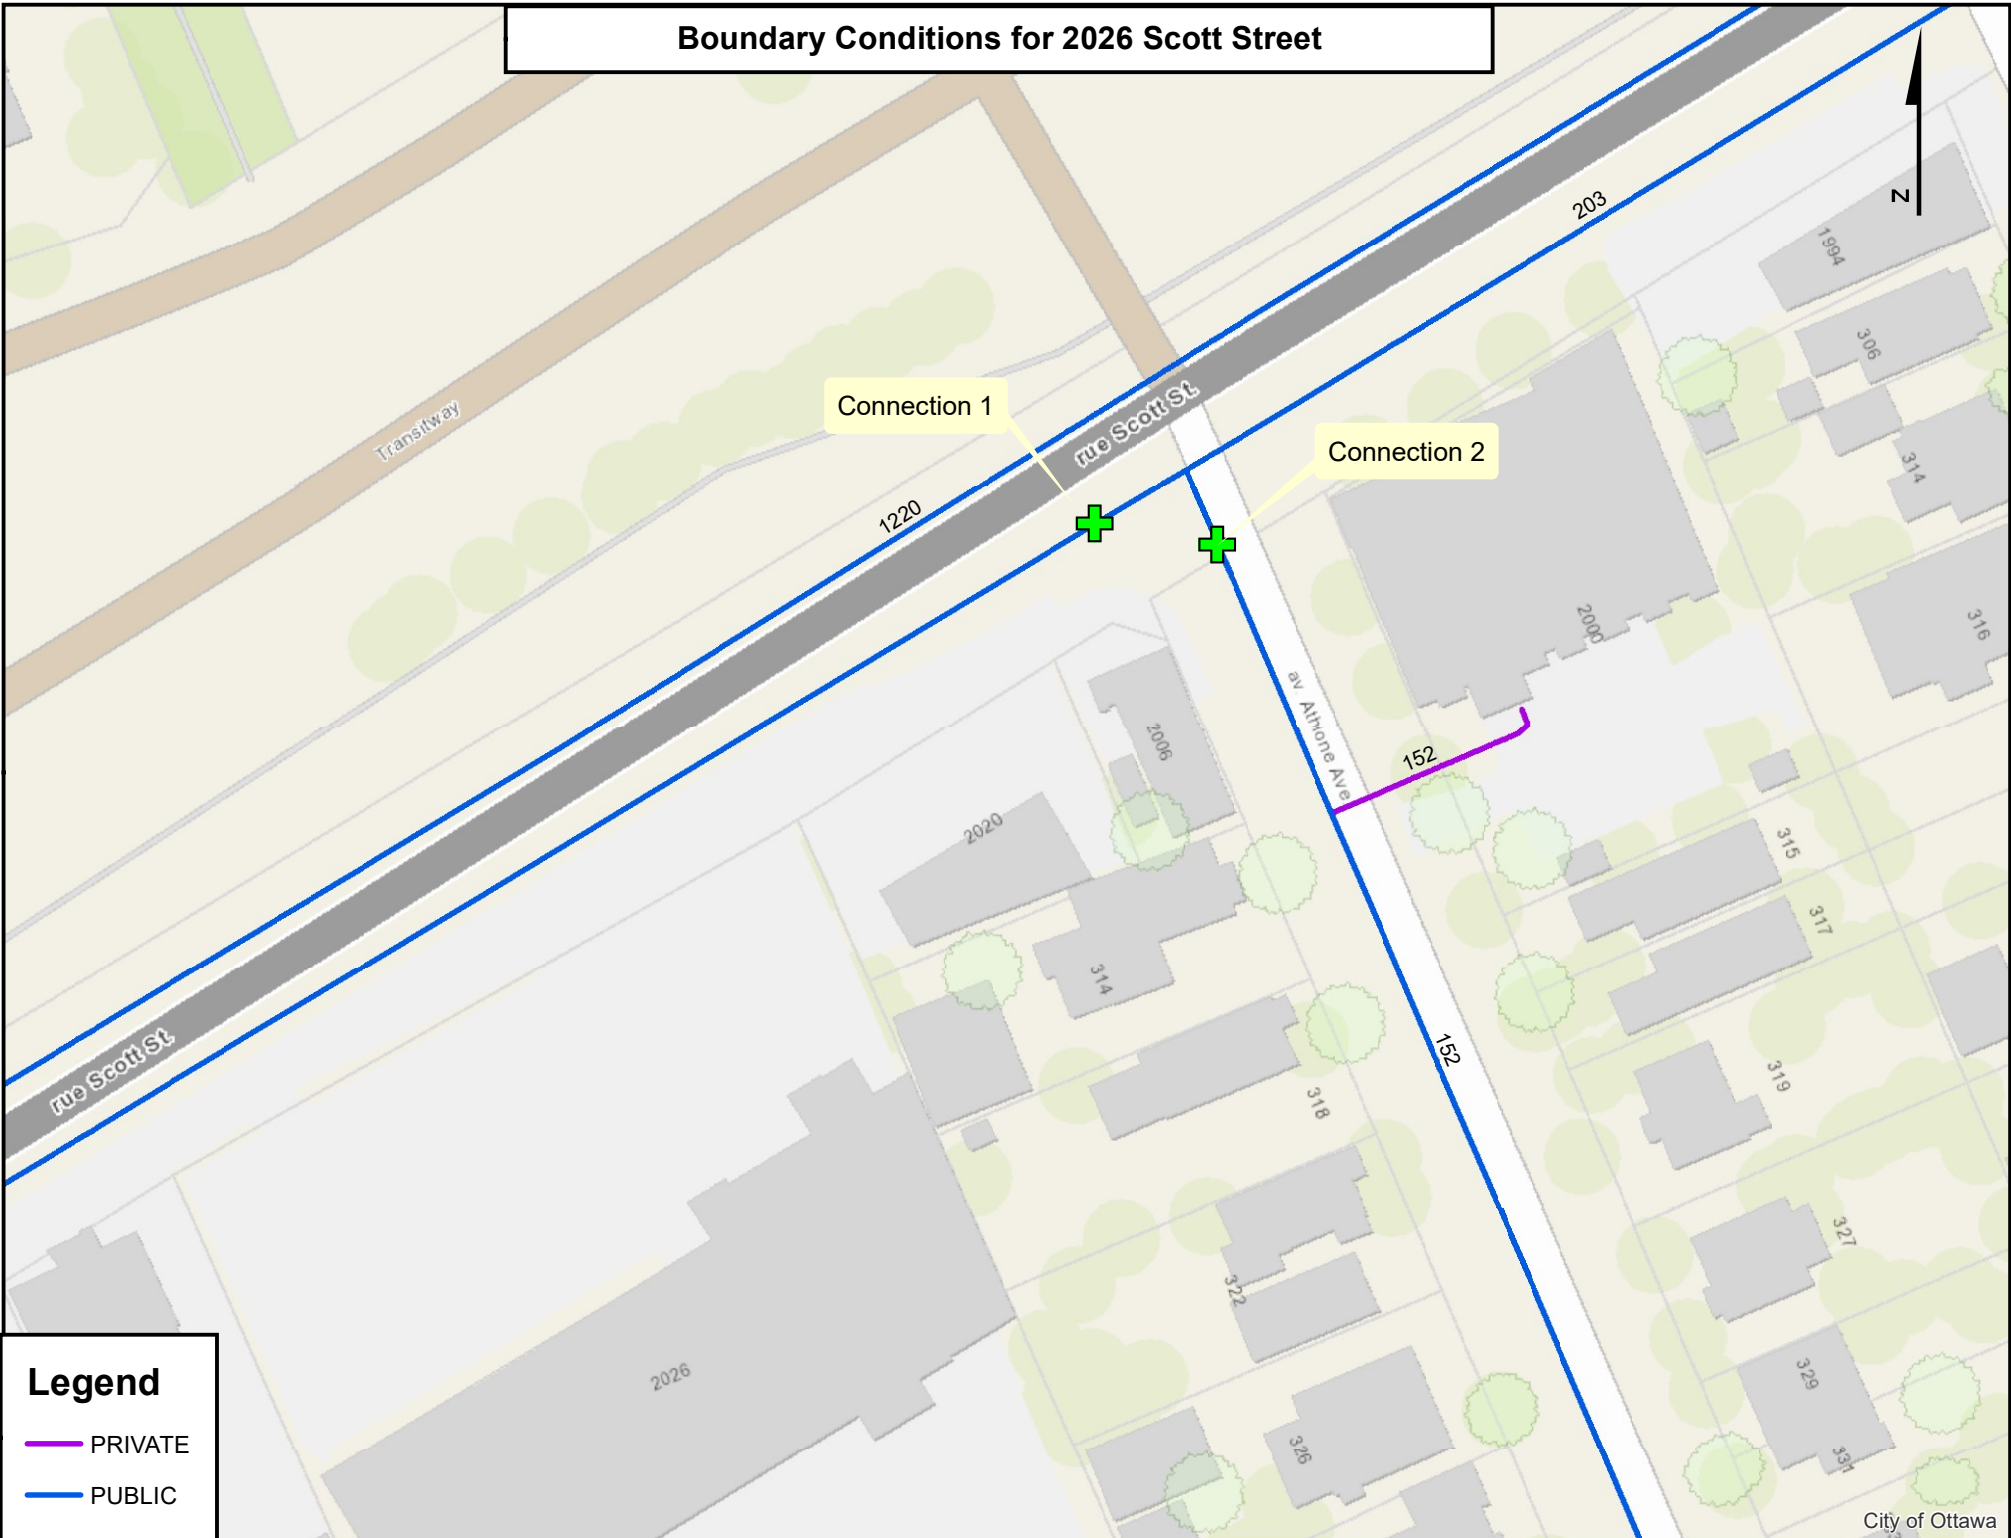 Boundary Conditions for 2026 Scott Street
N
203
1994
306
Transitway
Connection 1
rue Scott St.
Connection 2
314
1220
2000
316
av. Athlone Ave
2006
152
2020
315
317
314
rue Scott St.
152
319
318
327
322
2026
329
326
331
Legend
PRIVATE
PUBLIC
City of Ottawa